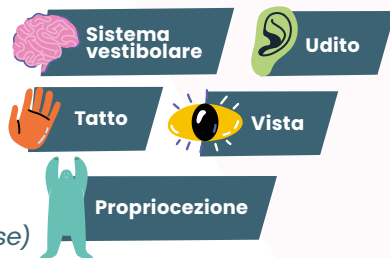 Sistema
vestibolare
Udito
Tatto
Vista
Propriocezione
se)